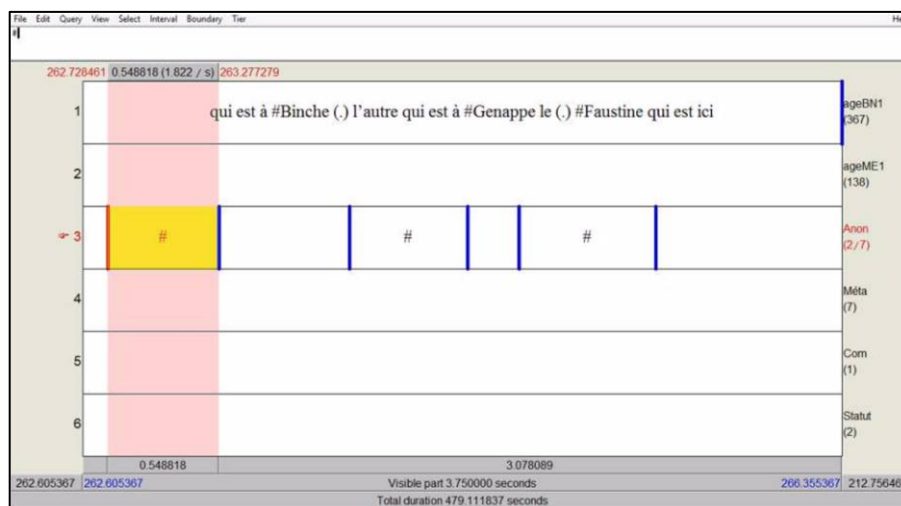 File Edit Query View Select Interval Boundary Tier He
#
262.728461 0.548818 (1.822 / s) 263.277279
1 qui est à #Binche (.) l'autre qui est à #Genappe le (.) #Faustine qui est ici ageBN1
(367)
2 ageME1
(138)
☞ 3 # # # Anon
(2/7)
4 Méta
(7)
5 Com
(1)
6 Statut
(2)
0.548818 3.078089
262.605367 262.605367 Visible part 3.750000 seconds 266.355367 212.75646
Total duration 479.111837 seconds